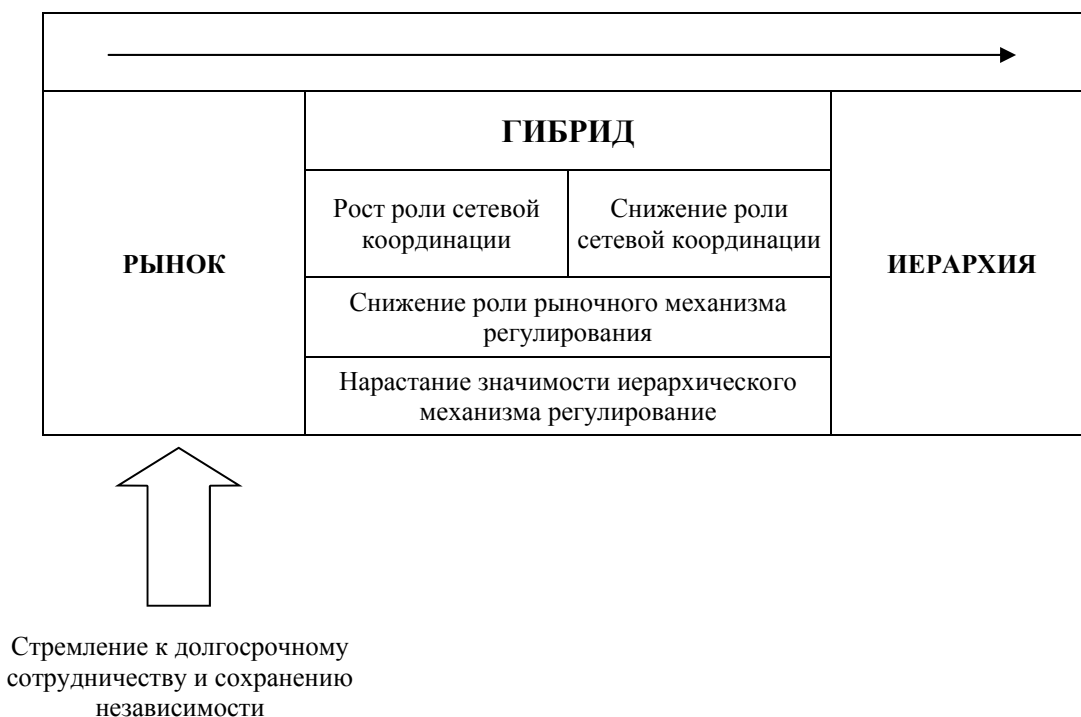 ГИБРИД
Рост роли сетевой
координации
Снижение роли
сетевой координации
РЫНОК
ИЕРАРХИЯ
Снижение роли рыночного механизма
регулирования
Нарастание значимости иерархического
механизма регулирование
Стремление к долгосрочному
сотрудничеству и сохранению
независимости